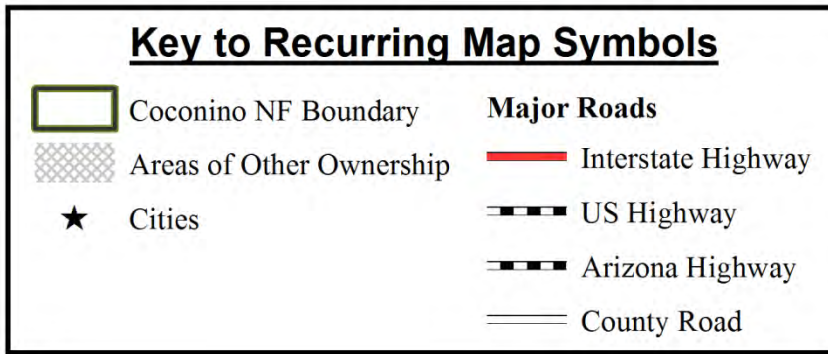 Key to Recurring Map Symbols
Coconino NF Boundary
Areas of Other Ownership
Cities
Major Roads
Interstate Highway
US Highway
Arizona Highway
County Road